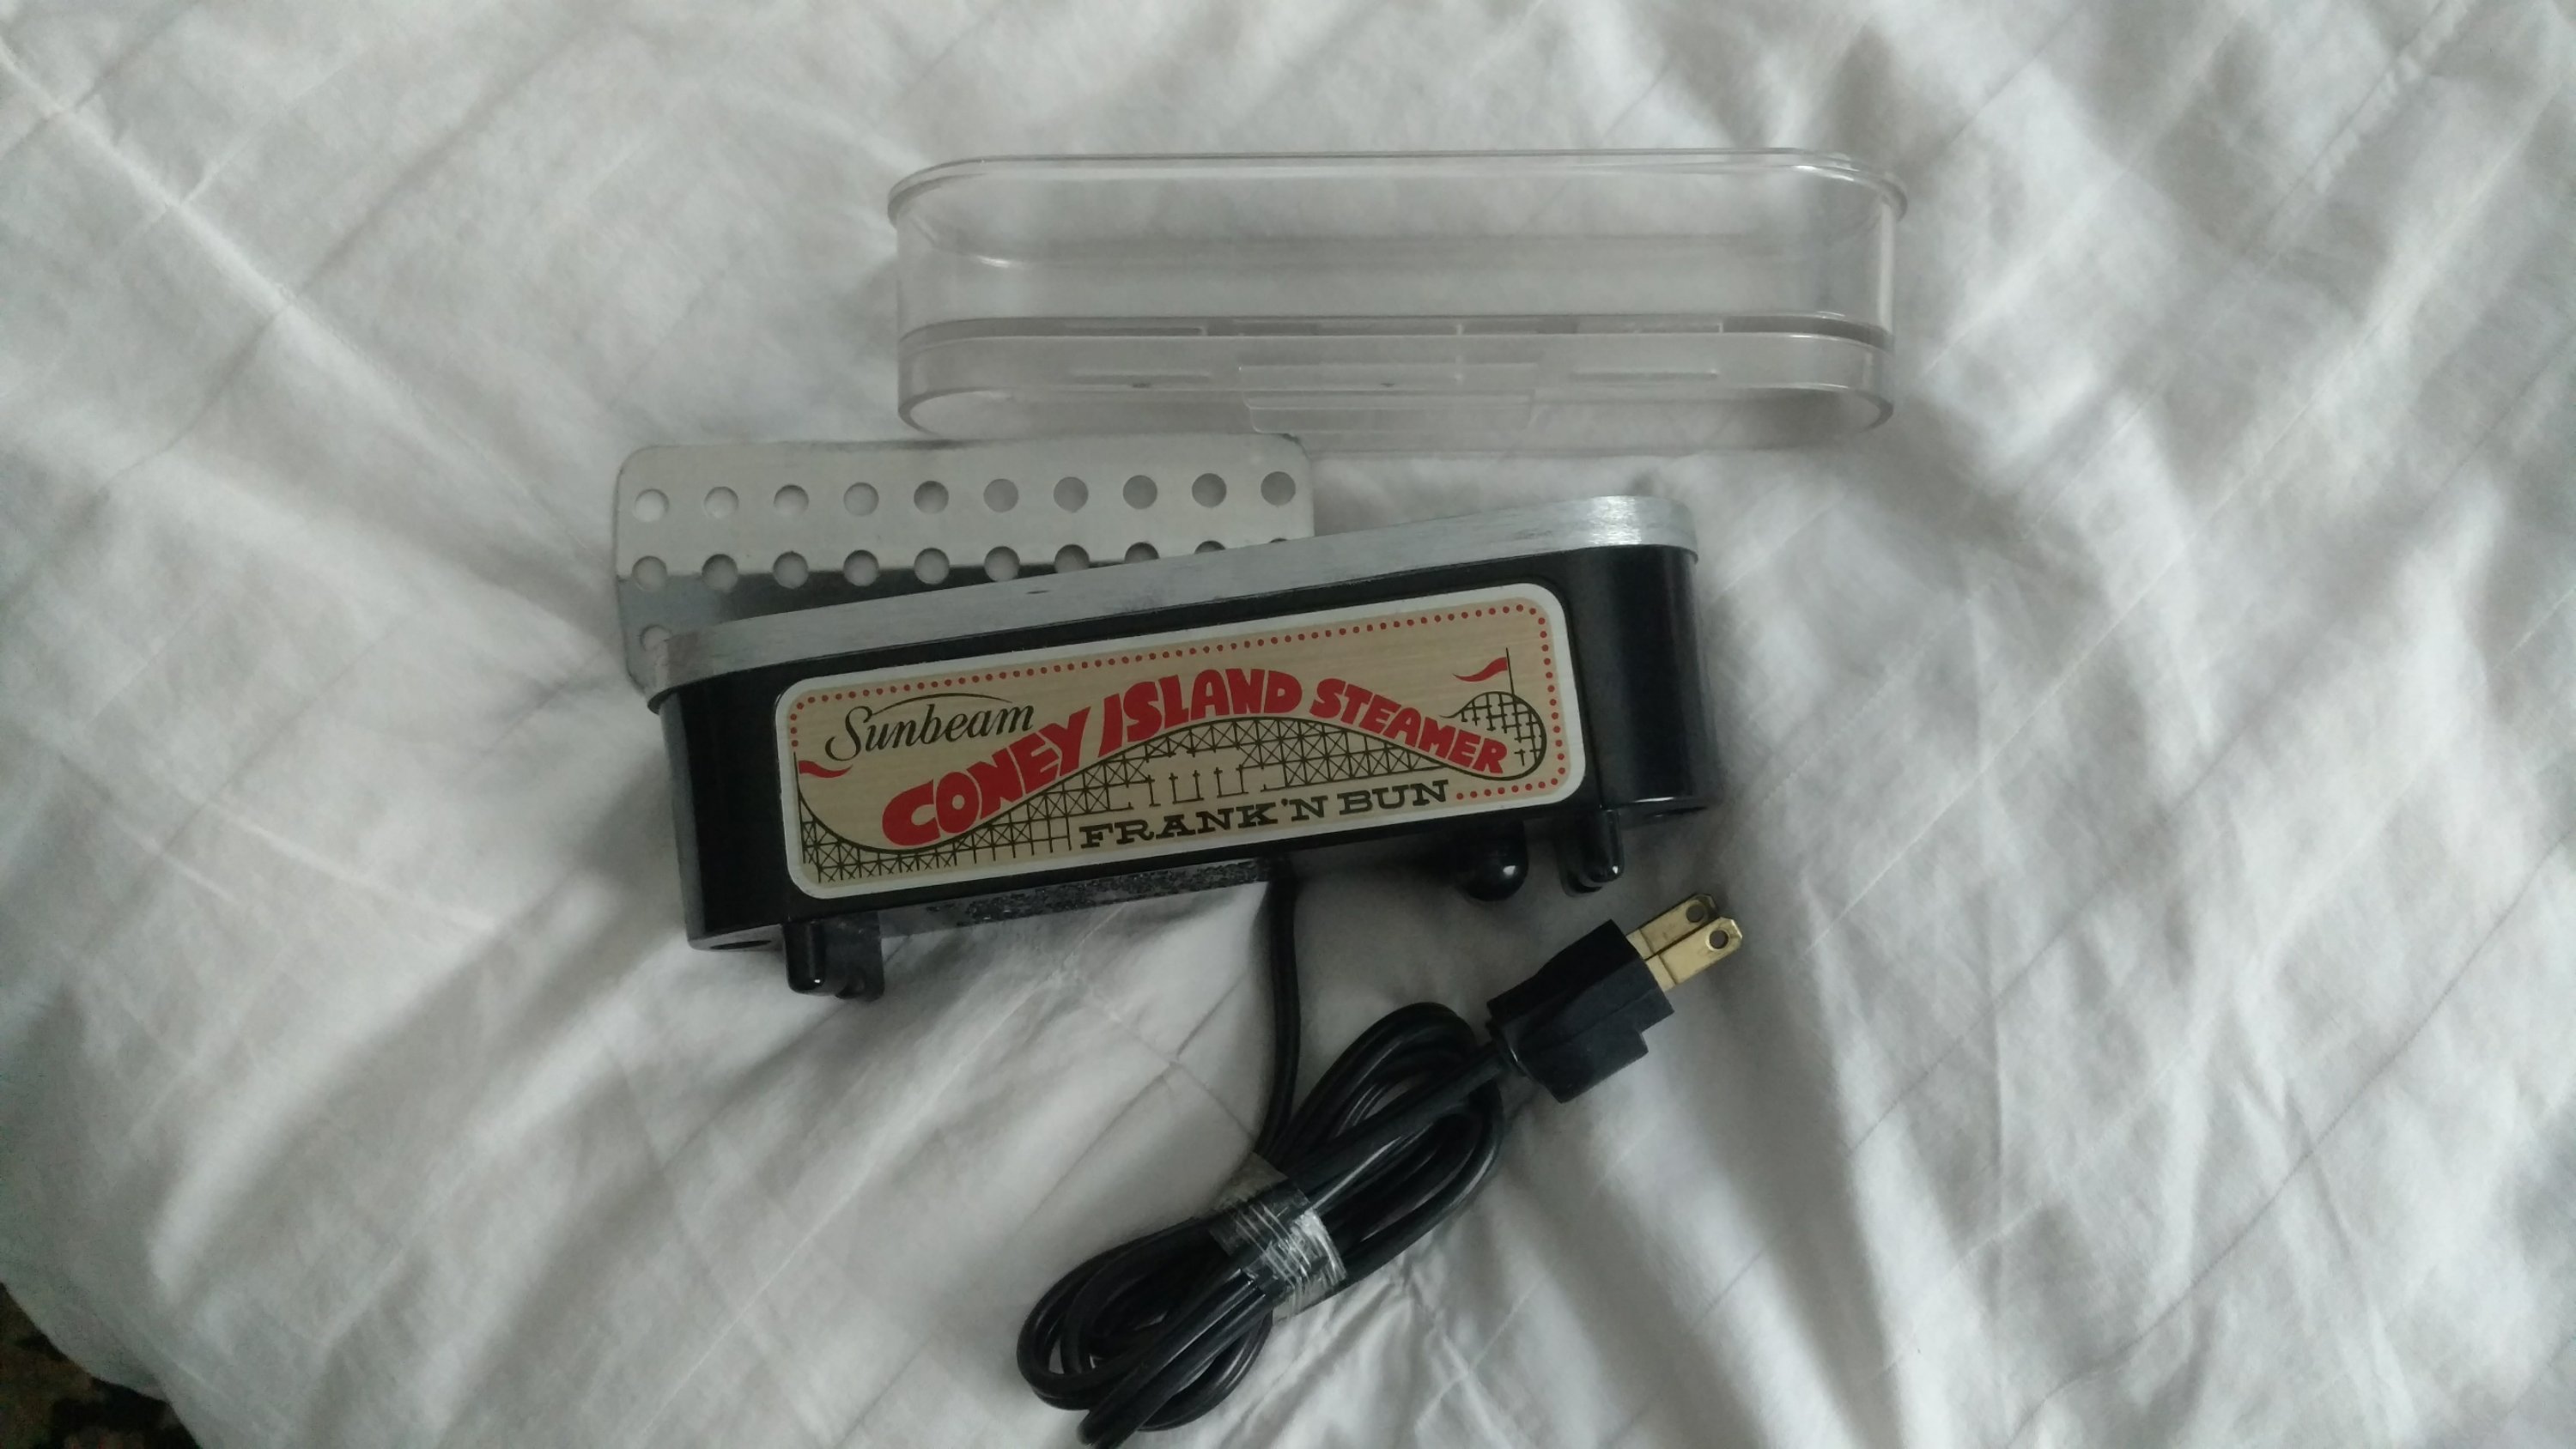 Sunbeam
CONEY ISLAND STEAMER
FRANK 'N BUN